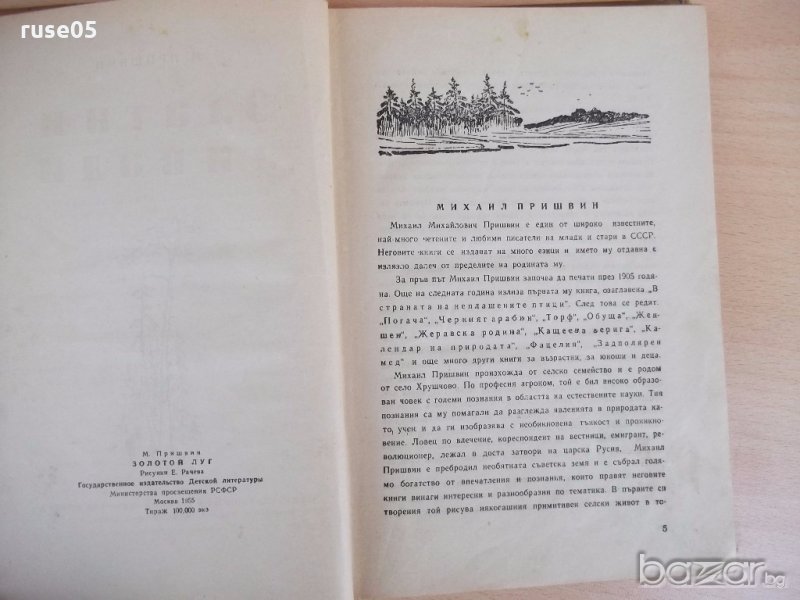 ruse05
М. Пришвин
ЗОЛОТОЙ ЛУГ
Рисунки Е. Рачева
Государственное издательство Детской литературы
Министерства просвещения РСФСР
Москва 1955
Тираж 100,000 экз
МИХАИЛ ПРИШВИН
Михаил Михайлович Пришвин е един от широко известните,
най-много четените и любими писатели на млади и стари в СССР.
Неговите книги се издават на много езици и името му отдавна е
излязло далеч от пределите на родината му.
За пръв път Михаил Пришвин започва да печати през 1905 годи-
на. Още на следната година излиза първата му книга, озаглавена „В
страната на неплашените птици". След това се редят:
„Погача", „Черният арабин", „Торф", „Обуща", „Жен-
шен", „Жеравска родина", „Кащеева верига", „Ка-
лендар на природата", „Фацелия", „Задполярен
мед" и още много други книги за възрастни, за юноши и деца.
Михаил Пришвин произхожда от селско семейство и е родом
от село Хрушчово. По професия агроном, той е бил високо образо-
ван човек с големи познания в областта на естествените науки. Тия
познания са му помагали да разглежда явленията в природата ка-
то учен и да ги изобразява с необикновена тънкост и проникно-
вение. Ловец по влечение, кореспондент на вестници, емигрант, ре-
волюционер, лежал в доста затвори на царска Русия, Михаил
Пришвин е пребродил необятната съветска земя и е събрал голя-
мо богатство от впечатления и познания, които правят неговите
книги винаги интересни и разнообразни по тематика. В първите си
творения той рисува някогашния примитивен селски живот в то-
5
bazar.bg